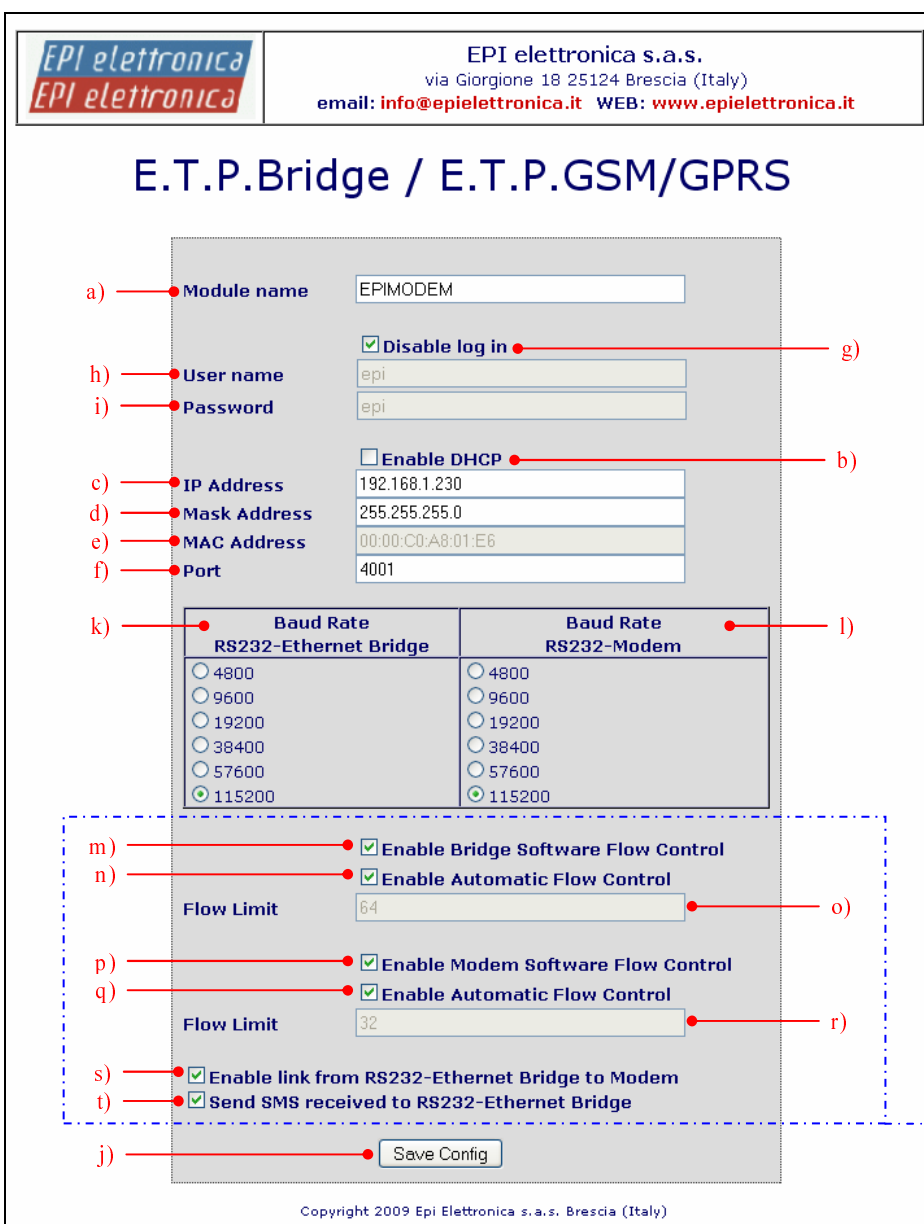 EPI elettronica
EPI elettronica
EPI elettronica s.a.s.
via Giorgione 18 25124 Brescia (Italy)
email: info@epielettronica.it WEB: www.epielettronica.it
E.T.P.Bridge / E.T.P.GSM/GPRS
a) Module name EPIMODEM
Disable log in g)
h) User name epi
i) Password epi
Enable DHCP b)
c) IP Address 192.168.1.230
d) Mask Address 255.255.255.0
e) MAC Address 00:00:C0:A8:01:E6
f) Port 4001
k) Baud Rate Baud Rate l)
RS232-Ethernet Bridge RS232-Modem
4800 4800
9600 9600
19200 19200
38400 38400
57600 57600
115200 115200
m) Enable Bridge Software Flow Control
n) Enable Automatic Flow Control
Flow Limit 64 o)
p) Enable Modem Software Flow Control
q) Enable Automatic Flow Control
Flow Limit 32 r)
s) Enable link from RS232-Ethernet Bridge to Modem
t) Send SMS received to RS232-Ethernet Bridge
j) Save Config
Copyright 2009 Epi Elettronica s.a.s. Brescia (Italy)